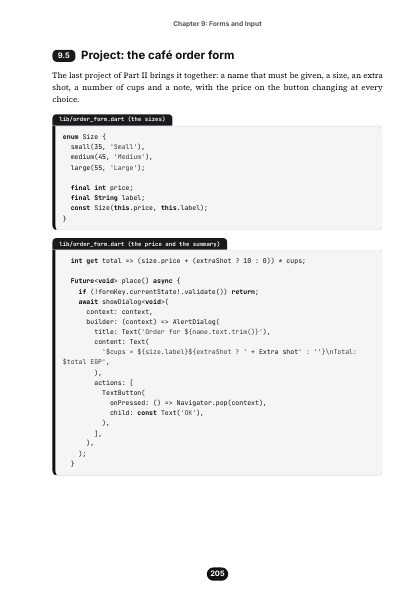 Chapter 9: Forms and Input
9.5 Project: the café order form
The last project of Part II brings it together: a name that must be given, a size, an extra
shot, a number of cups and a note, with the price on the button changing at every
choice.
lib/order_form.dart (the sizes)
enum Size {
  small(35, 'Small'),
  medium(45, 'Medium'),
  large(55, 'Large');

  final int price;
  final String label;
  const Size(this.price, this.label);
}
lib/order_form.dart (the price and the summary)
  int get total => (size.price + (extraShot ? 10 : 0)) * cups;

  Future<void> place() async {
    if (!formKey.currentState!.validate()) return;
    await showDialog<void>(
      context: context,
      builder: (context) => AlertDialog(
        title: Text('Order for ${name.text.trim()}'),
        content: Text(
          '$cups × ${size.label}${extraShot ? ' + Extra shot' : ''}\nTotal:
$total EGP',
        ),
        actions: [
          TextButton(
            onPressed: () => Navigator.pop(context),
            child: const Text('OK'),
          ),
        ],
      ),
    );
  }
205